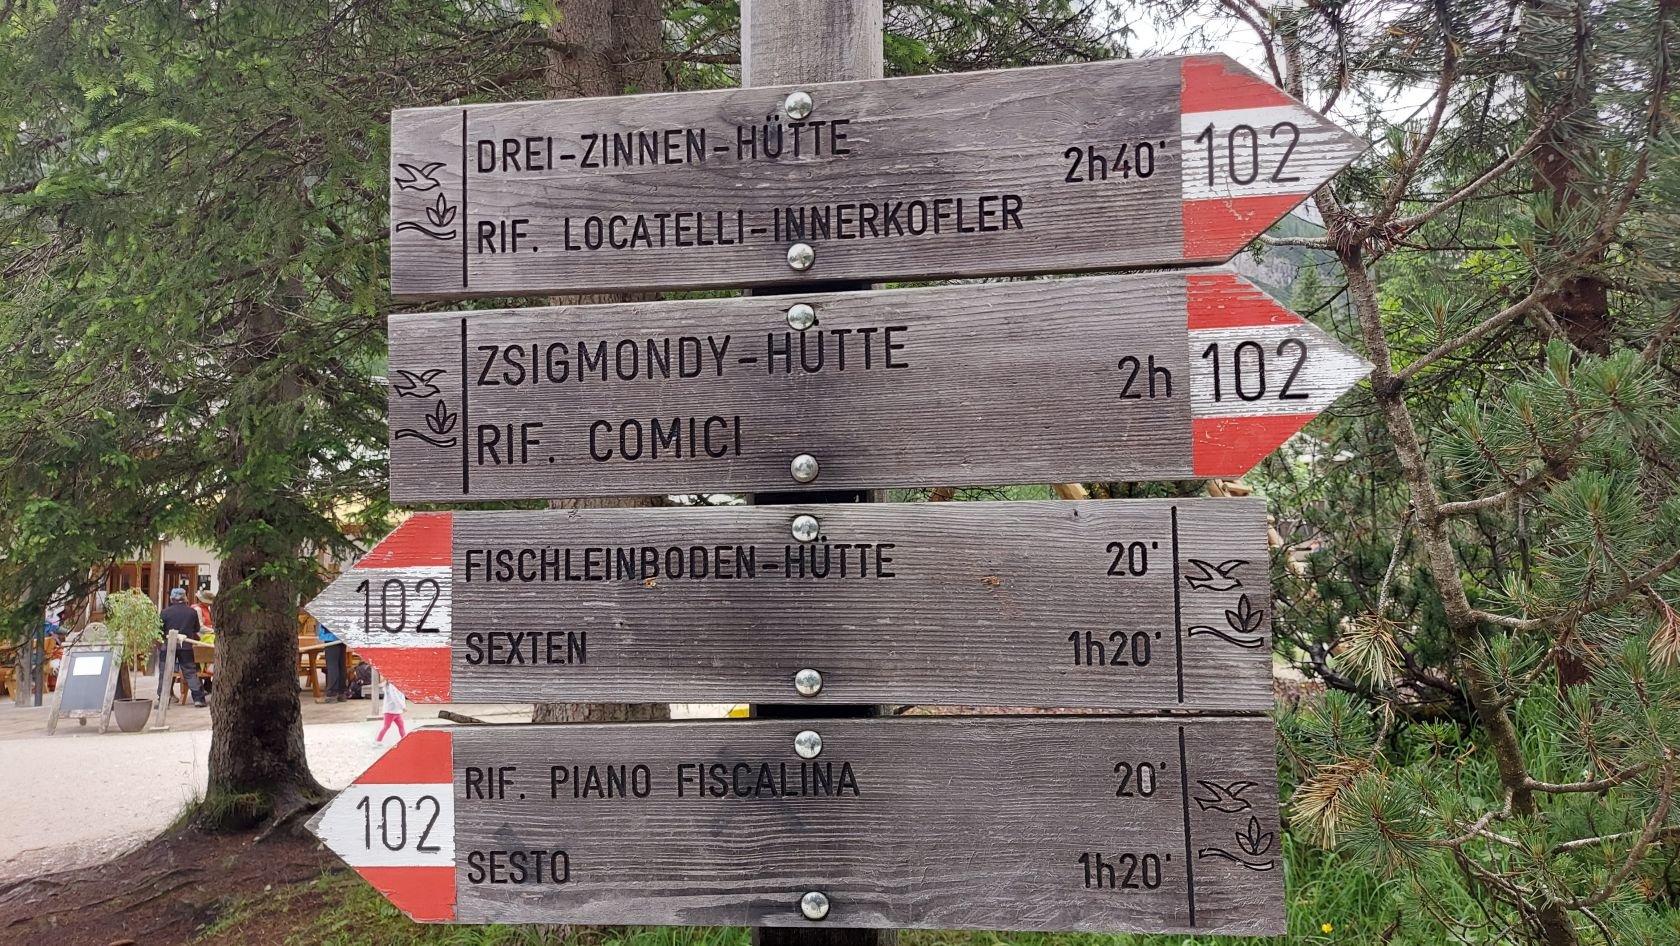 DREI-ZINNEN-HÜTTE
RIF. LOCATELLI-INNERKOFLER 2h40' 102
ZSIGMONDY-HÜTTE
RIF. COMICI 2h 102
102 FISCHLEINBODEN-HÜTTE 20'
SEXTEN 1h20'
102 RIF. PIANO FISCALINA 20'
SESTO 1h20'